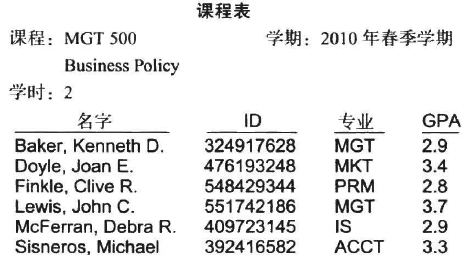 课程表
课程：MGT 500 学期：2010 年春季学期
Business Policy
学时：2
名字 ID 专业 GPA
Baker, Kenneth D. 324917628 MGT 2.9
Doyle, Joan E. 476193248 MKT 3.4
Finkle, Clive R. 548429344 PRM 2.8
Lewis, John C. 551742186 MGT 3.7
McFerran, Debra R. 409723145 IS 2.9
Sisneros, Michael 392416582 ACCT 3.3